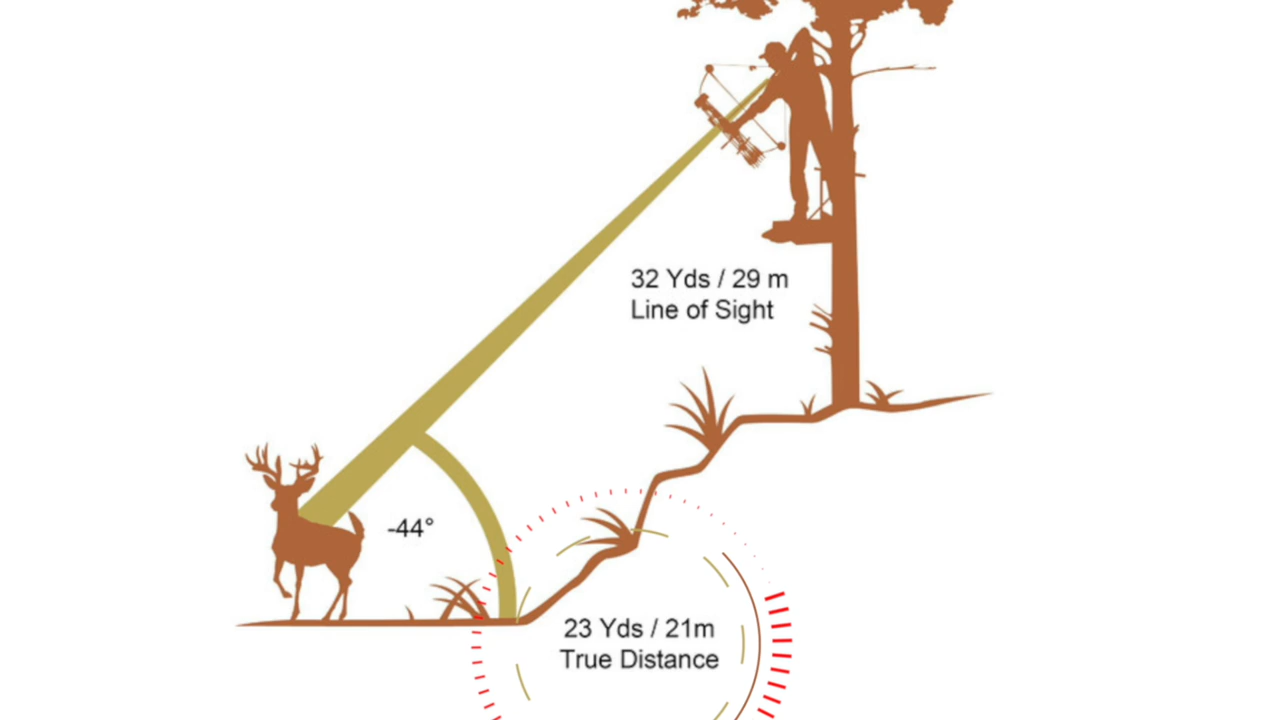 32 Yds / 29 m
Line of Sight
-44°
23 Yds / 21m
True Distance